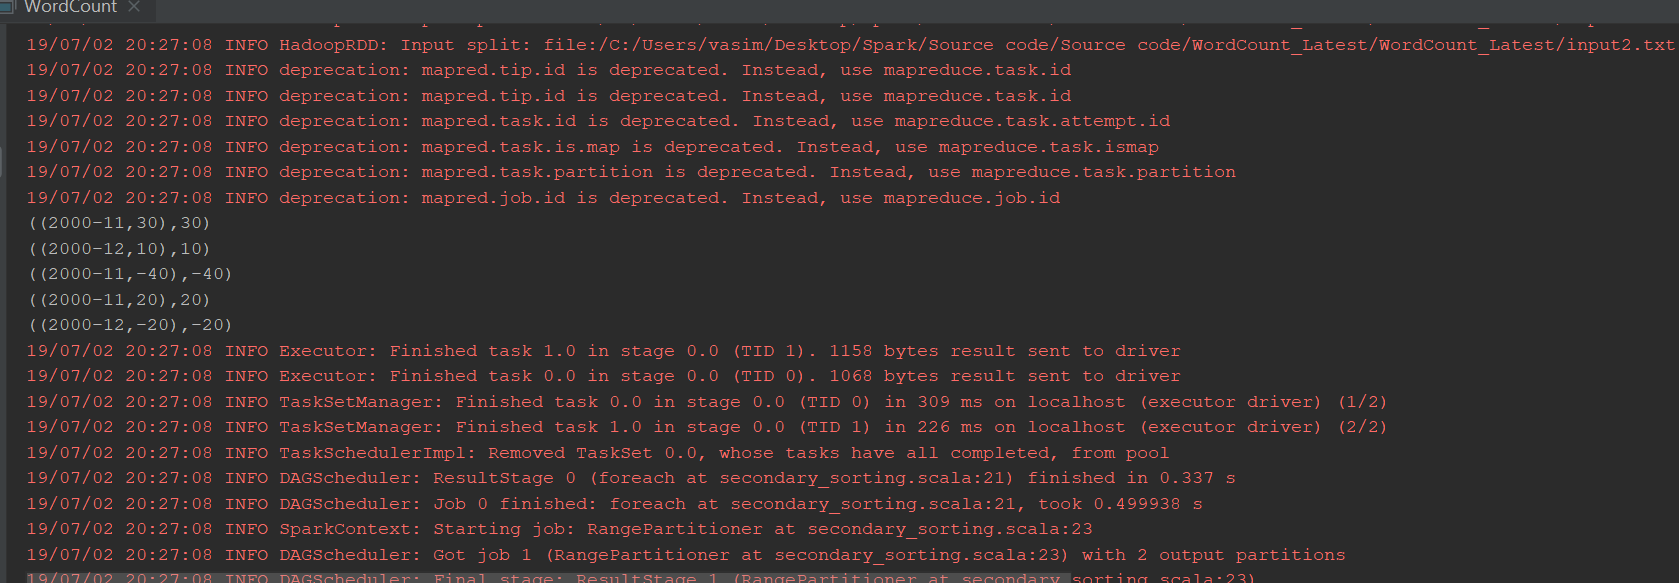 WordCount
19/07/02 20:27:08 INFO HadoopRDD: Input split: file:/C:/Users/vasim/Desktop/Spark/Source code/Source code/WordCount_Latest/WordCount_Latest/input2.txt
19/07/02 20:27:08 INFO deprecation: mapred.tip.id is deprecated. Instead, use mapreduce.task.id
19/07/02 20:27:08 INFO deprecation: mapred.tip.id is deprecated. Instead, use mapreduce.task.id
19/07/02 20:27:08 INFO deprecation: mapred.task.id is deprecated. Instead, use mapreduce.task.attempt.id
19/07/02 20:27:08 INFO deprecation: mapred.task.is.map is deprecated. Instead, use mapreduce.task.ismap
19/07/02 20:27:08 INFO deprecation: mapred.task.partition is deprecated. Instead, use mapreduce.task.partition
19/07/02 20:27:08 INFO deprecation: mapred.job.id is deprecated. Instead, use mapreduce.job.id
((2000-11,30),30)
((2000-12,10),10)
((2000-11,-40),-40)
((2000-11,20),20)
((2000-12,-20),-20)
19/07/02 20:27:08 INFO Executor: Finished task 1.0 in stage 0.0 (TID 1). 1158 bytes result sent to driver
19/07/02 20:27:08 INFO Executor: Finished task 0.0 in stage 0.0 (TID 0). 1068 bytes result sent to driver
19/07/02 20:27:08 INFO TaskSetManager: Finished task 0.0 in stage 0.0 (TID 0) in 309 ms on localhost (executor driver) (1/2)
19/07/02 20:27:08 INFO TaskSetManager: Finished task 1.0 in stage 0.0 (TID 1) in 226 ms on localhost (executor driver) (2/2)
19/07/02 20:27:08 INFO TaskSchedulerImpl: Removed TaskSet 0.0, whose tasks have all completed, from pool
19/07/02 20:27:08 INFO DAGScheduler: ResultStage 0 (foreach at secondary_sorting.scala:21) finished in 0.337 s
19/07/02 20:27:08 INFO DAGScheduler: Job 0 finished: foreach at secondary_sorting.scala:21, took 0.499938 s
19/07/02 20:27:08 INFO SparkContext: Starting job: RangePartitioner at secondary_sorting.scala:23
19/07/02 20:27:08 INFO DAGScheduler: Got job 1 (RangePartitioner at secondary_sorting.scala:23) with 2 output partitions
19/07/02 20:27:08 INFO DAGScheduler: Final stage: ResultStage 1 (RangePartitioner at secondary_sorting.scala:23)